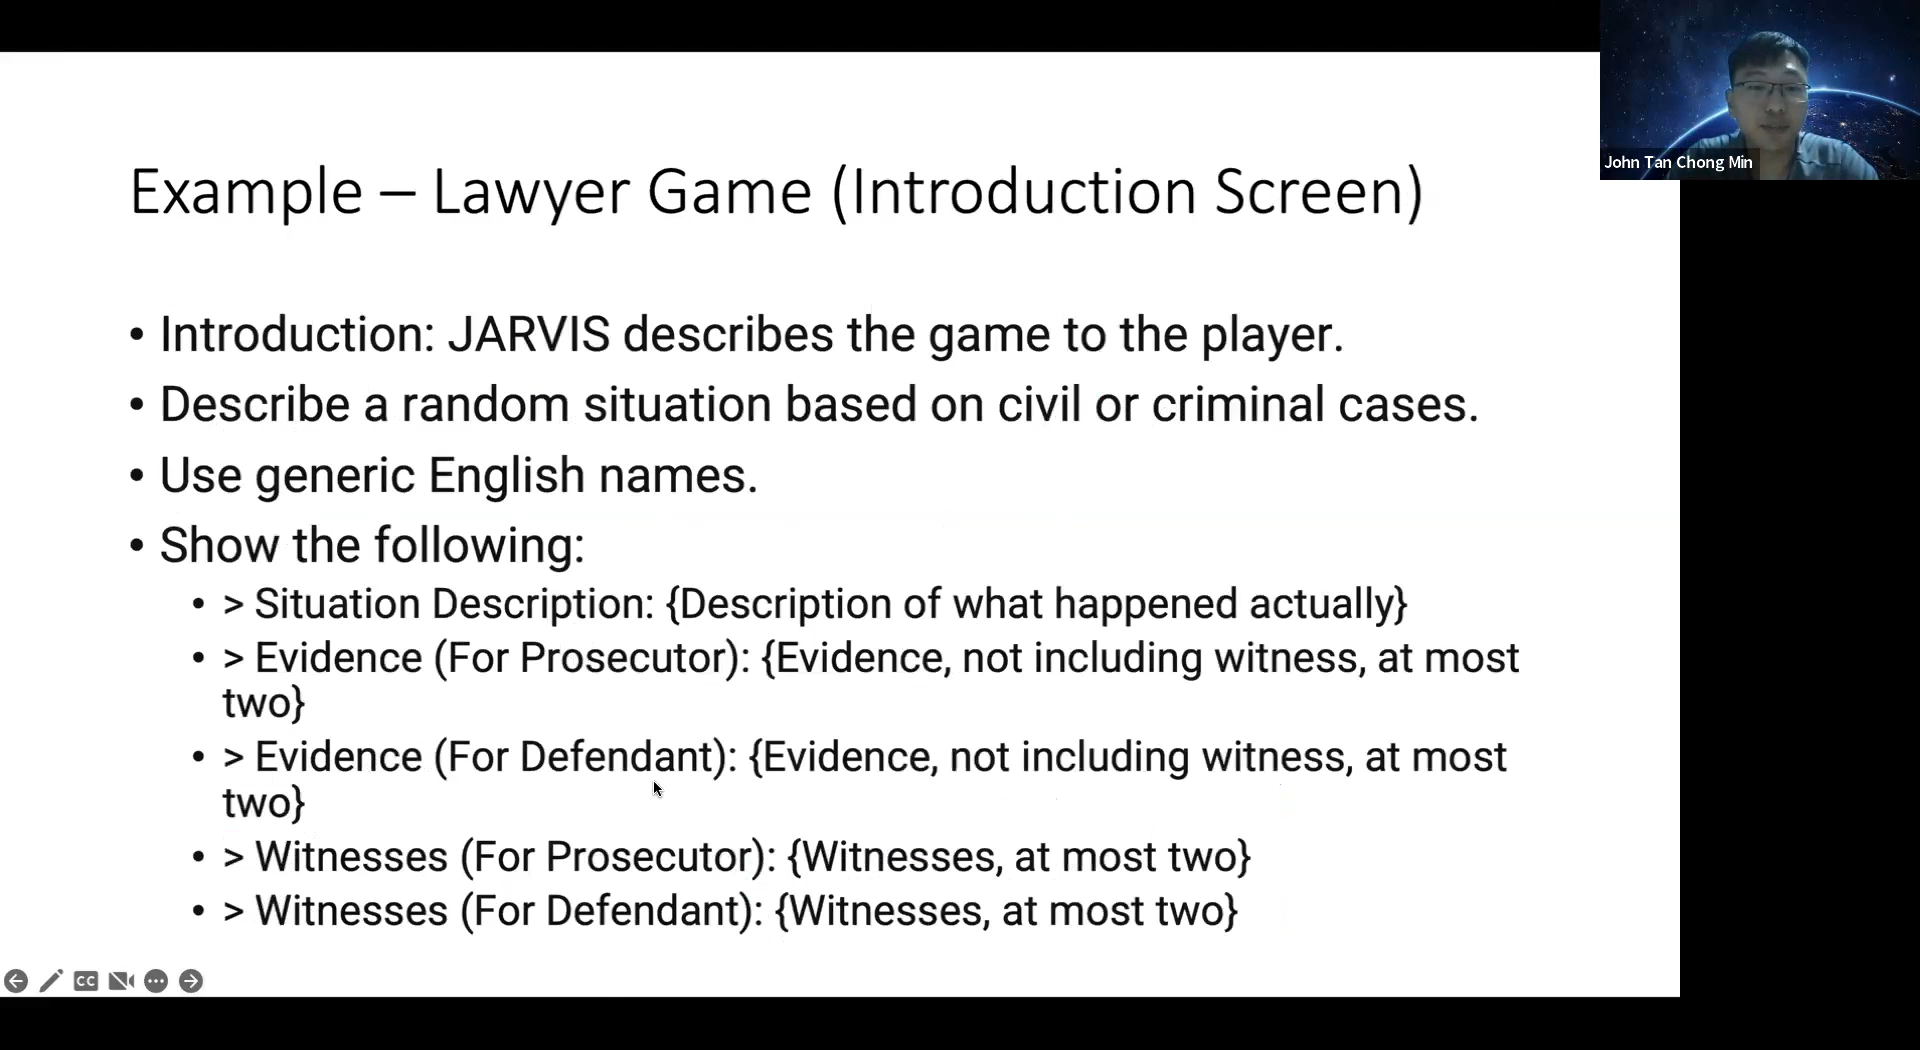 John Tan Chong Min
Example – Lawyer Game (Introduction Screen)
• Introduction: JARVIS describes the game to the player.
• Describe a random situation based on civil or criminal cases.
• Use generic English names.
• Show the following:
• > Situation Description: {Description of what happened actually}
• > Evidence (For Prosecutor): {Evidence, not including witness, at most
two}
• > Evidence (For Defendant): {Evidence, not including witness, at most
two}
• > Witnesses (For Prosecutor): {Witnesses, at most two}
• > Witnesses (For Defendant): {Witnesses, at most two}
CC